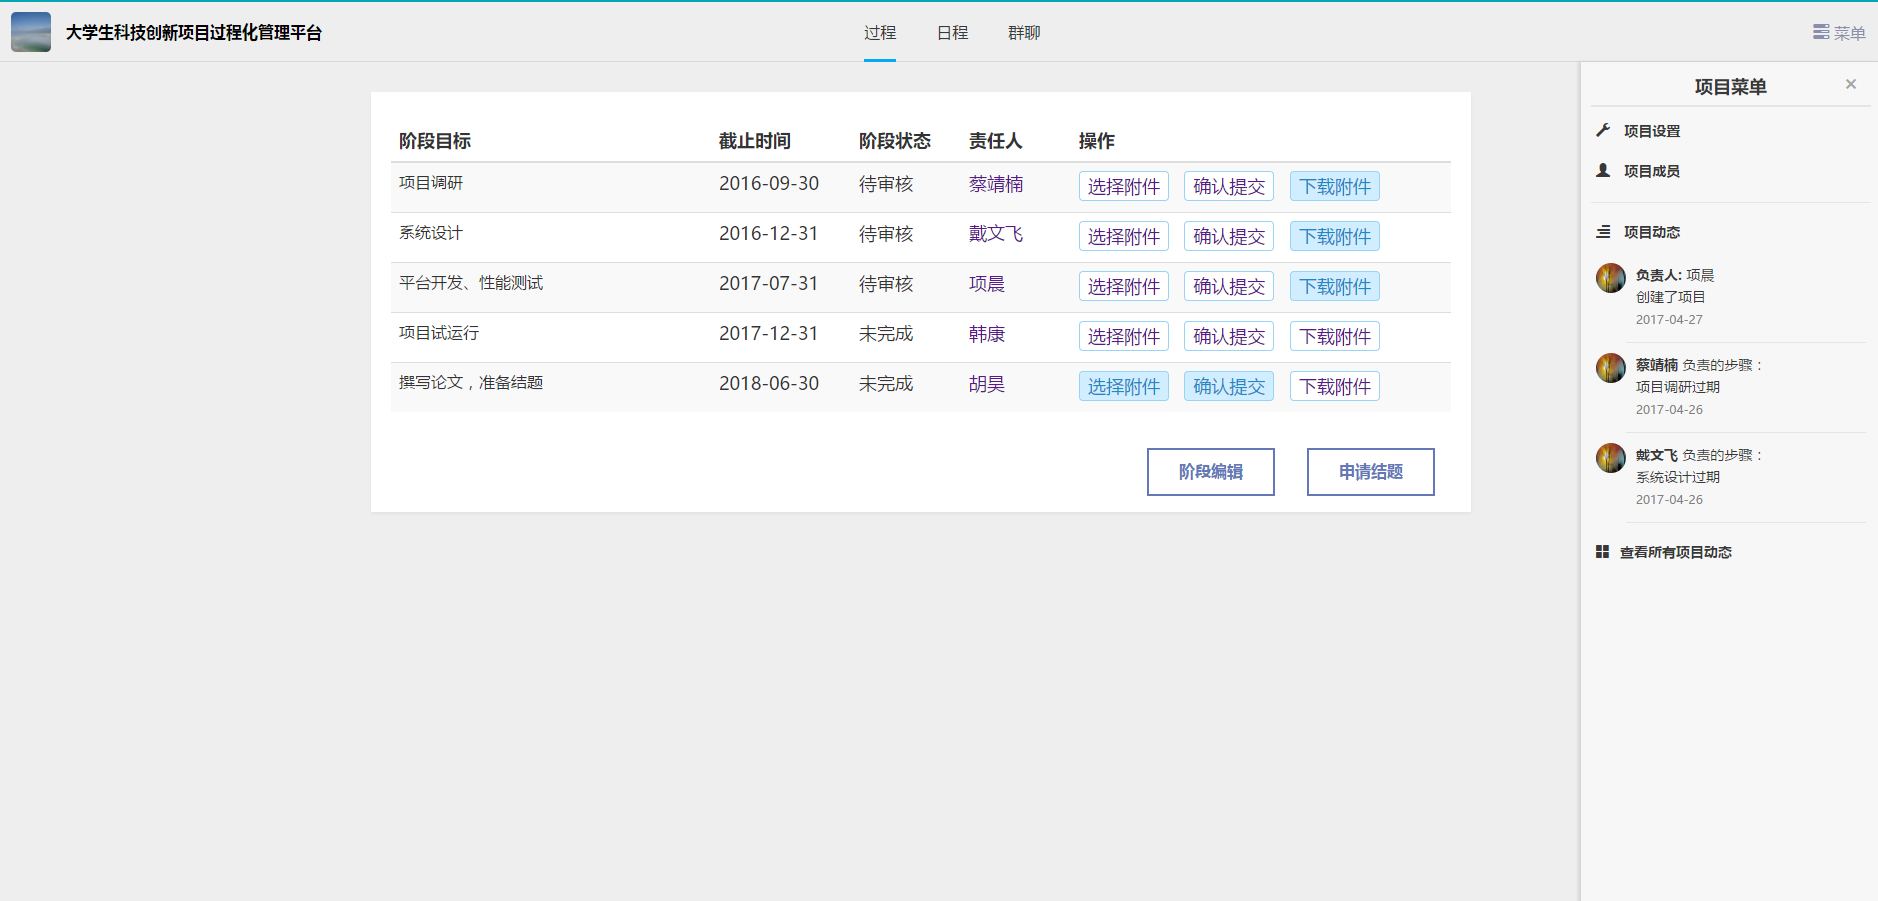 大学生科技创新项目过程化管理平台
过程 日程 群聊
菜单
阶段目标 截止时间 阶段状态 责任人 操作
项目调研 2016-09-30 待审核 蔡靖楠 选择附件 确认提交 下载附件
系统设计 2016-12-31 待审核 戴文飞 选择附件 确认提交 下载附件
平台开发、性能测试 2017-07-31 待审核 项晨 选择附件 确认提交 下载附件
项目试运行 2017-12-31 未完成 韩康 选择附件 确认提交 下载附件
撰写论文，准备结题 2018-06-30 未完成 胡昊 选择附件 确认提交 下载附件
阶段编辑 申请结题
项目菜单 ×
项目设置
项目成员
项目动态
负责人: 项晨
创建了项目
2017-04-27
蔡靖楠 负责的步骤：
项目调研过期
2017-04-26
戴文飞 负责的步骤：
系统设计过期
2017-04-26
查看所有项目动态